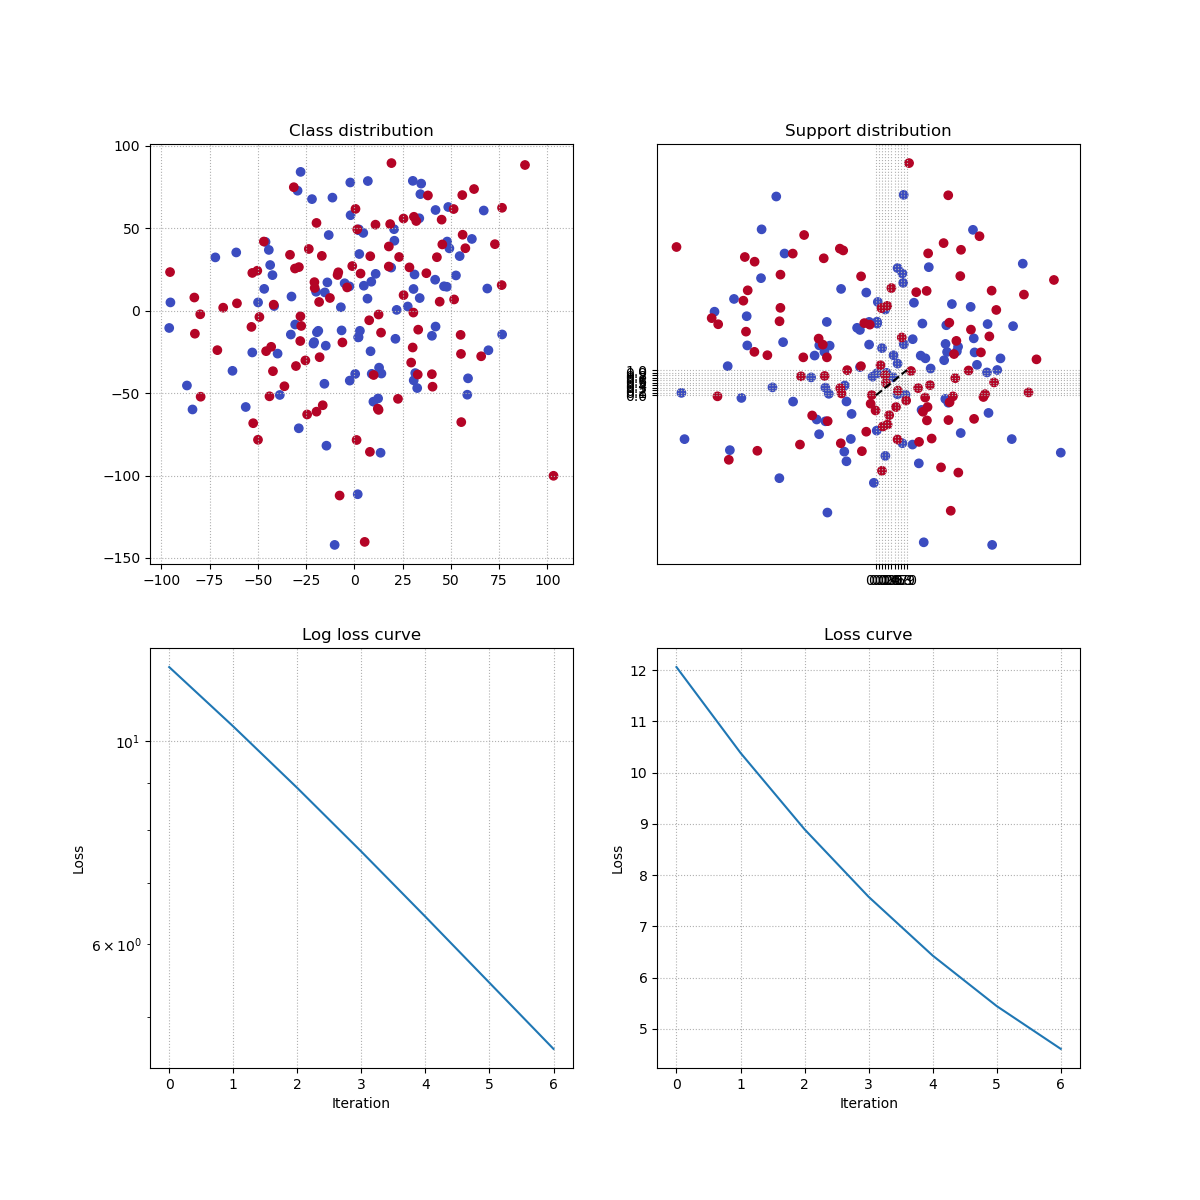 Class distribution
100
50
0
−50
−100
−150
−100 −75 −50 −25 0 25 50 75 100
Support distribution
1.0
Log loss curve
Loss
10¹
6 × 10⁰
0 1 2 3 4 5 6
Iteration
Loss curve
Loss
12
11
10
9
8
7
6
5
0 1 2 3 4 5 6
Iteration